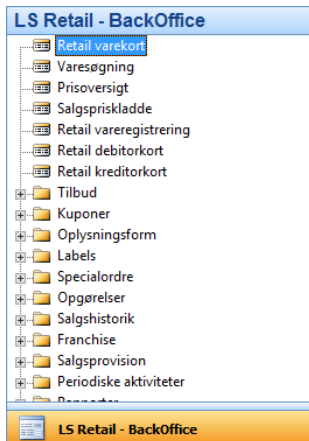 LS Retail - BackOffice
Retail varekort
Varesøgning
Prisoversigt
Salgspriskladde
Retail vareregistrering
Retail debitorkort
Retail kreditorkort
Tilbud
Kuponer
Oplysningsform
Labels
Specialordre
Opgørelser
Salgshistorik
Franchise
Salgsprovision
Periodiske aktiviteter
LS Retail - BackOffice